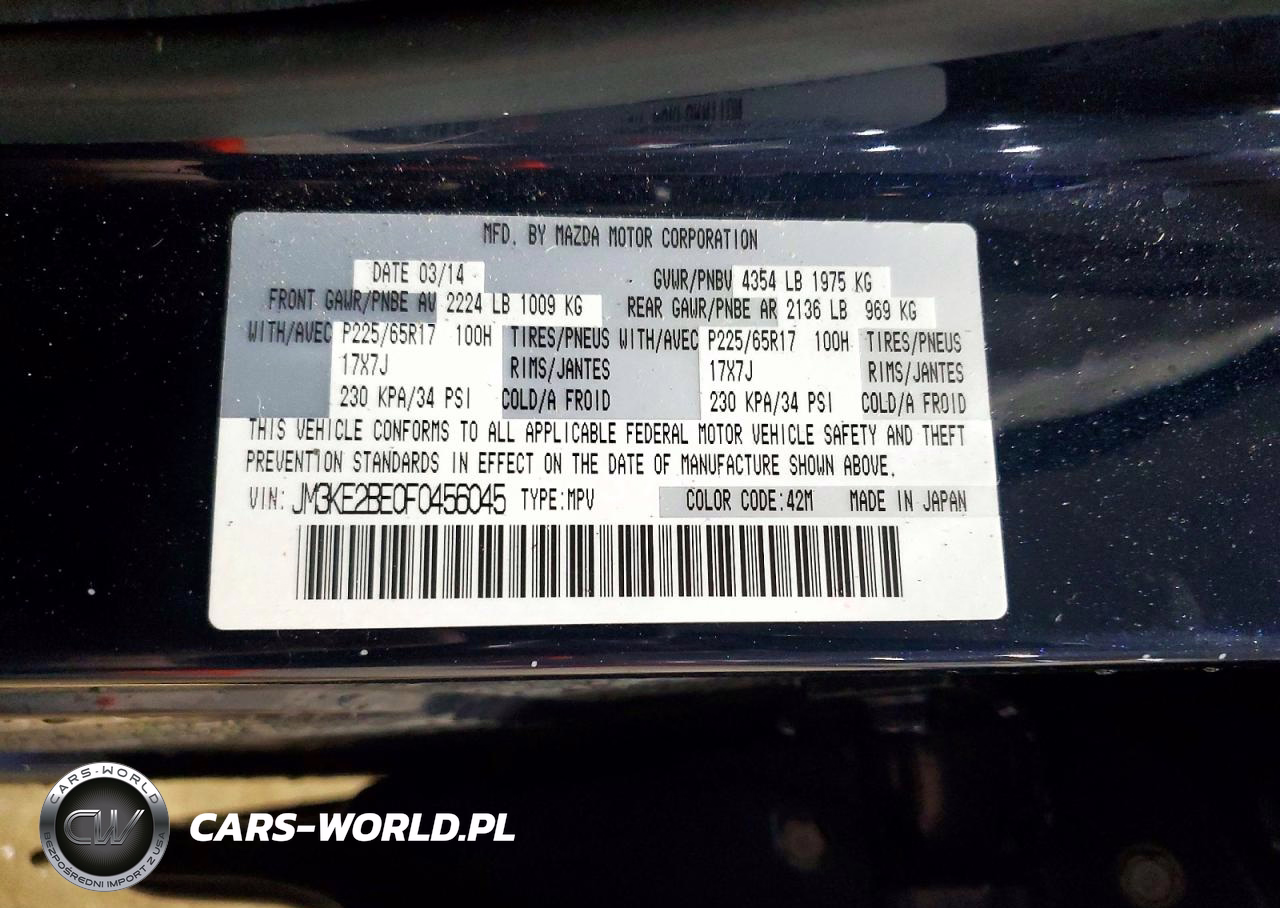 MFD. BY MAZDA MOTOR CORPORATION
DATE 03/14 GVWR/PNBV 4354 LB 1975 KG
FRONT GAWR/PNBE AV 2224 LB 1009 KG REAR GAWR/PNBE AR 2136 LB 969 KG
WITH/AVEC P225/65R17 100H TIRES/PNEUS WITH/AVEC P225/65R17 100H TIRES/PNEUS
17X7J RIMS/JANTES 17X7J RIMS/JANTES
230 KPA/34 PSI COLD/A FROID 230 KPA/34 PSI COLD/A FROID
THIS VEHICLE CONFORMS TO ALL APPLICABLE FEDERAL MOTOR VEHICLE SAFETY AND THEFT
PREVENTION STANDARDS IN EFFECT ON THE DATE OF MANUFACTURE SHOWN ABOVE.
VIN: JM3KE2BE0F0456045 TYPE:MPV COLOR CODE:42M MADE IN JAPAN
CARS-WORLD
CW
BEZPOŚREDNI IMPORT Z USA
CARS-WORLD.PL